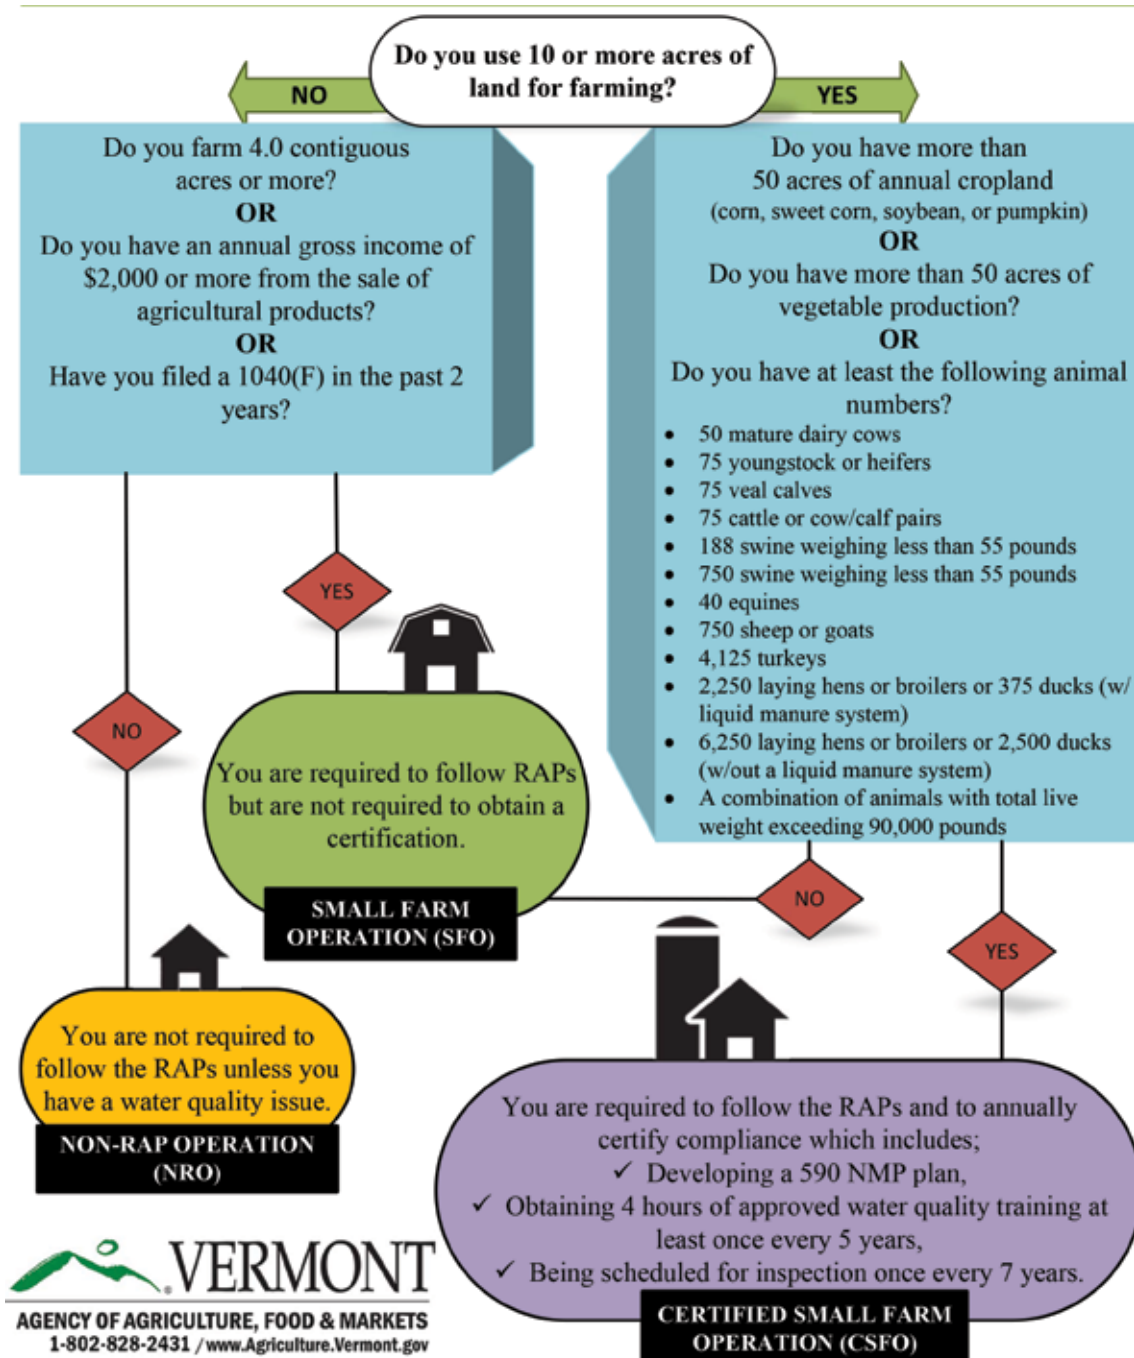 Do you use 10 or more acres of
land for farming?
NO
YES
Do you farm 4.0 contiguous
acres or more?
OR
Do you have an annual gross income of
$2,000 or more from the sale of
agricultural products?
OR
Have you filed a 1040(F) in the past 2
years?
Do you have more than
50 acres of annual cropland
(corn, sweet corn, soybean, or pumpkin)
OR
Do you have more than 50 acres of
vegetable production?
OR
Do you have at least the following animal
numbers?
• 50 mature dairy cows
• 75 youngstock or heifers
• 75 veal calves
• 75 cattle or cow/calf pairs
• 188 swine weighing less than 55 pounds
• 750 swine weighing less than 55 pounds
• 40 equines
• 750 sheep or goats
• 4,125 turkeys
• 2,250 laying hens or broilers or 375 ducks (w/
liquid manure system)
• 6,250 laying hens or broilers or 2,500 ducks
(w/out a liquid manure system)
• A combination of animals with total live
weight exceeding 90,000 pounds
YES
NO
You are required to follow RAPs
but are not required to obtain a
certification.
SMALL FARM
OPERATION (SFO)
NO
YES
You are not required to
follow the RAPs unless you
have a water quality issue.
NON-RAP OPERATION
(NRO)
You are required to follow the RAPs and to annually
certify compliance which includes;
✓ Developing a 590 NMP plan,
✓ Obtaining 4 hours of approved water quality training at
least once every 5 years,
✓ Being scheduled for inspection once every 7 years.
CERTIFIED SMALL FARM
OPERATION (CSFO)
VERMONT
AGENCY OF AGRICULTURE, FOOD & MARKETS
1-802-828-2431 / www.Agriculture.Vermont.gov